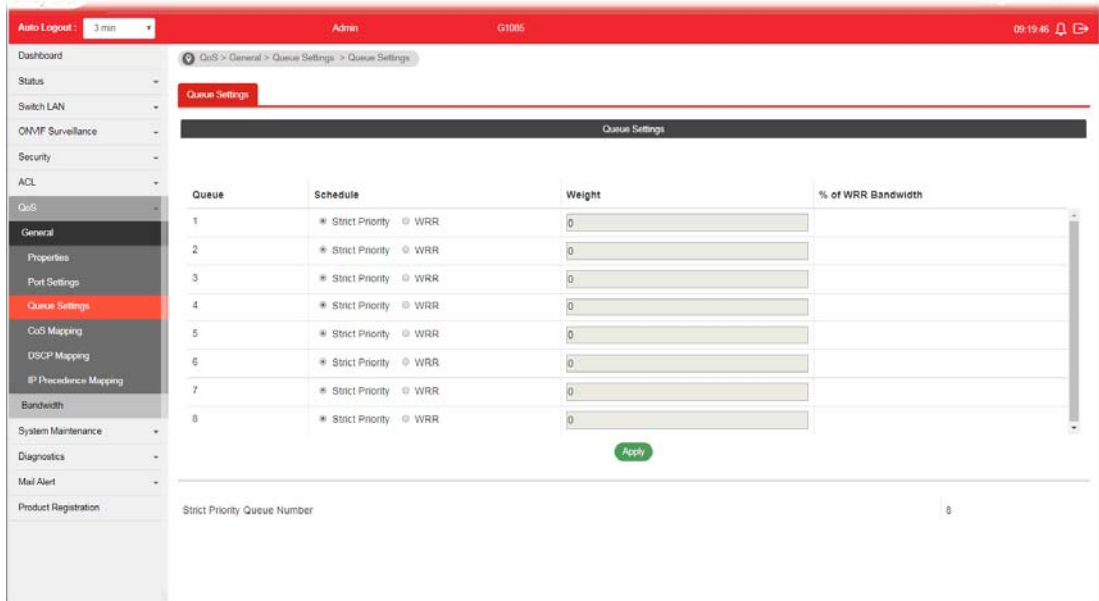 Auto Logout : 3 min Admin G1085 09:19:46
Dashboard
Status
Switch LAN
ONVIF Surveillance
Security
ACL
QoS
General
Properties
Port Settings
Queue Settings
CoS Mapping
DSCP Mapping
IP Precedence Mapping
Bandwidth
System Maintenance
Diagnostics
Mail Alert
Product Registration
QoS > General > Queue Settings > Queue Settings
Queue Settings
Queue Settings
Queue Schedule Weight % of WRR Bandwidth
1 Strict Priority WRR 0
2 Strict Priority WRR 0
3 Strict Priority WRR 0
4 Strict Priority WRR 0
5 Strict Priority WRR 0
6 Strict Priority WRR 0
7 Strict Priority WRR 0
8 Strict Priority WRR 0
Apply
Strict Priority Queue Number 8